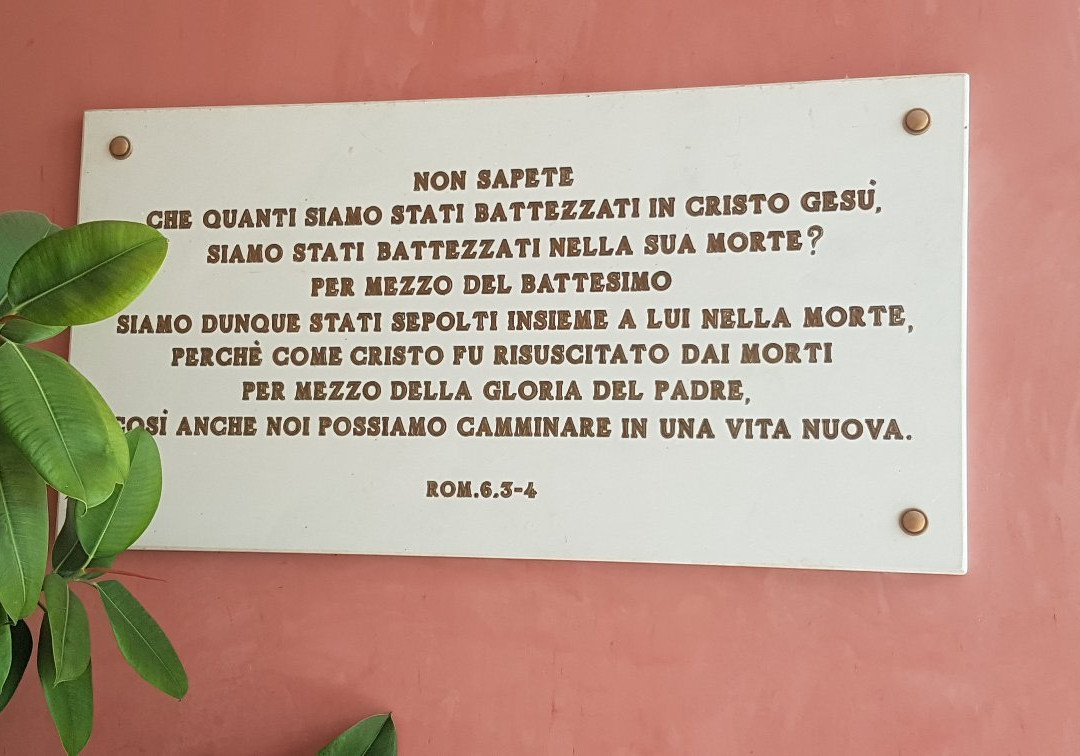 NON SAPETE
CHE QUANTI SIAMO STATI BATTEZZATI IN CRISTO GESÙ,
SIAMO STATI BATTEZZATI NELLA SUA MORTE?
PER MEZZO DEL BATTESIMO
SIAMO DUNQUE STATI SEPOLTI INSIEME A LUI NELLA MORTE,
PERCHÈ COME CRISTO FU RISUSCITATO DAI MORTI
PER MEZZO DELLA GLORIA DEL PADRE,
COSÌ ANCHE NOI POSSIAMO CAMMINARE IN UNA VITA NUOVA.
ROM.6.3-4